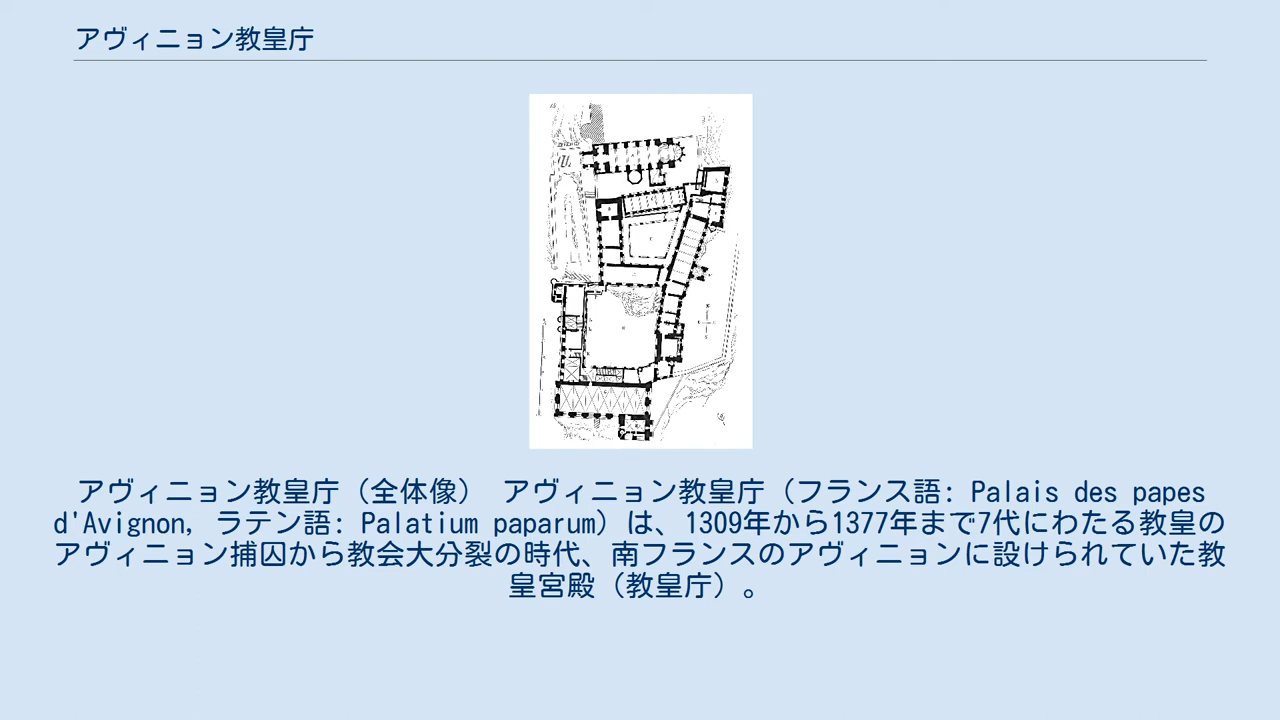 アヴィニョン教皇庁
アヴィニョン教皇庁（全体像） アヴィニョン教皇庁（フランス語: Palais des papes
d'Avignon, ラテン語: Palatium paparum）は、1309年から1377年まで7代にわたる教皇の
アヴィニョン捕囚から教会大分裂の時代、南フランスのアヴィニョンに設けられていた教
皇宮殿（教皇庁）。